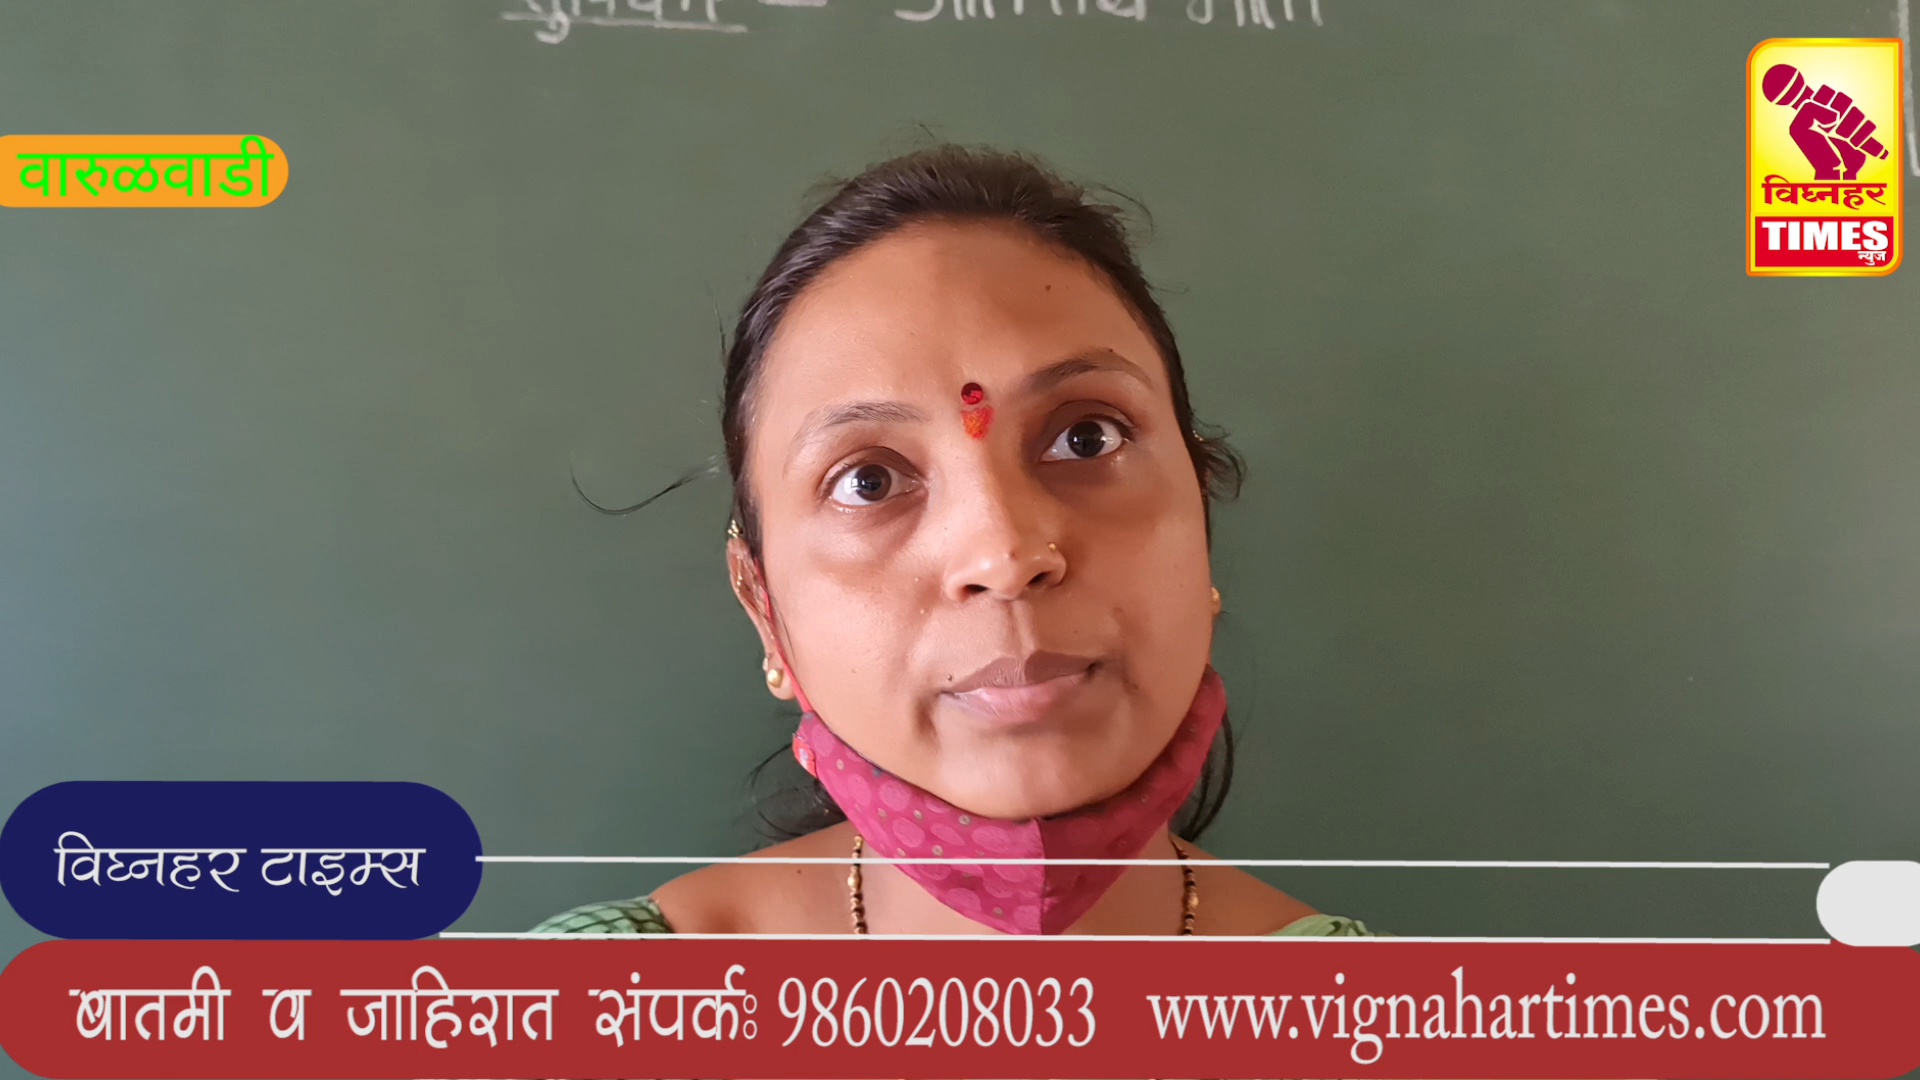 वारुळवाडी
विघ्नहर
TIMES
न्युज
विघ्नहर टाइम्स
बातमी व जाहिरात संपर्कः 9860208033 www.vignahartimes.com